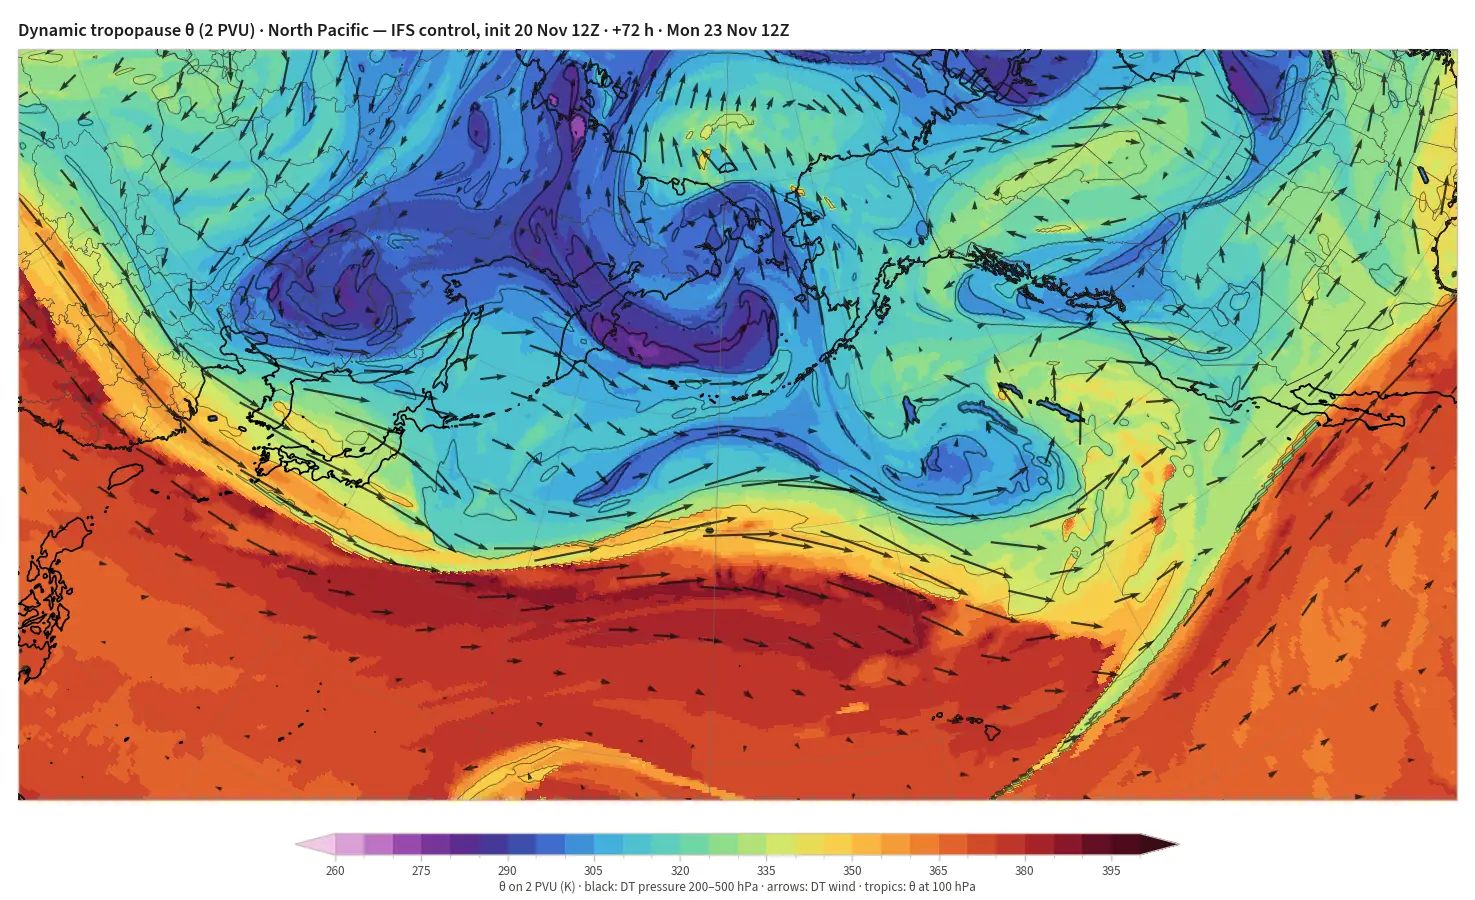 Dynamic tropopause θ (2 PVU) · North Pacific — IFS control, init 20 Nov 12Z · +72 h · Mon 23 Nov 12Z
260 275 290 305 320 335 350 365 380 395
θ on 2 PVU (K) · black: DT pressure 200–500 hPa · arrows: DT wind · tropics: θ at 100 hPa